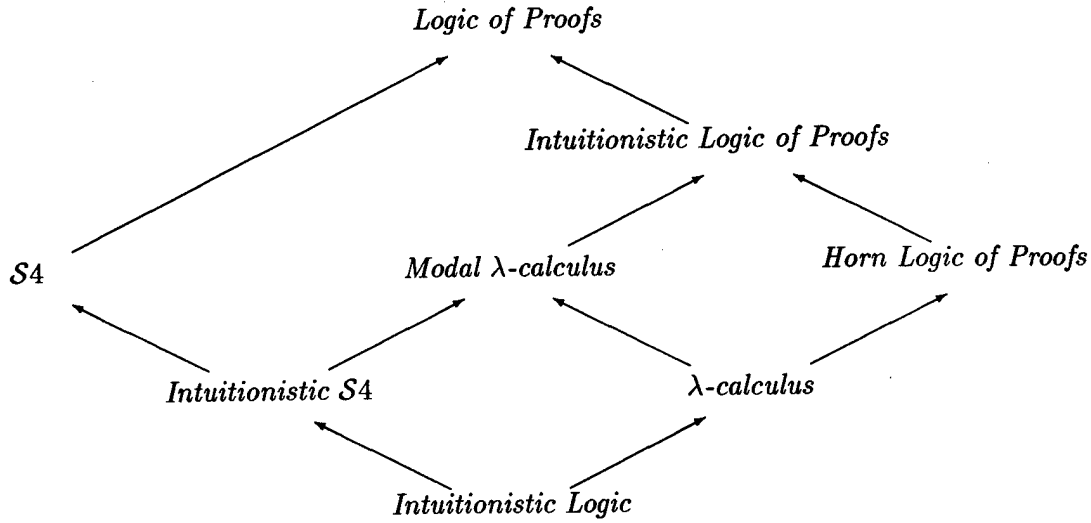 Logic of Proofs
Intuitionistic Logic of Proofs
𝒮4
Modal λ-calculus
Horn Logic of Proofs
Intuitionistic 𝒮4
λ-calculus
Intuitionistic Logic